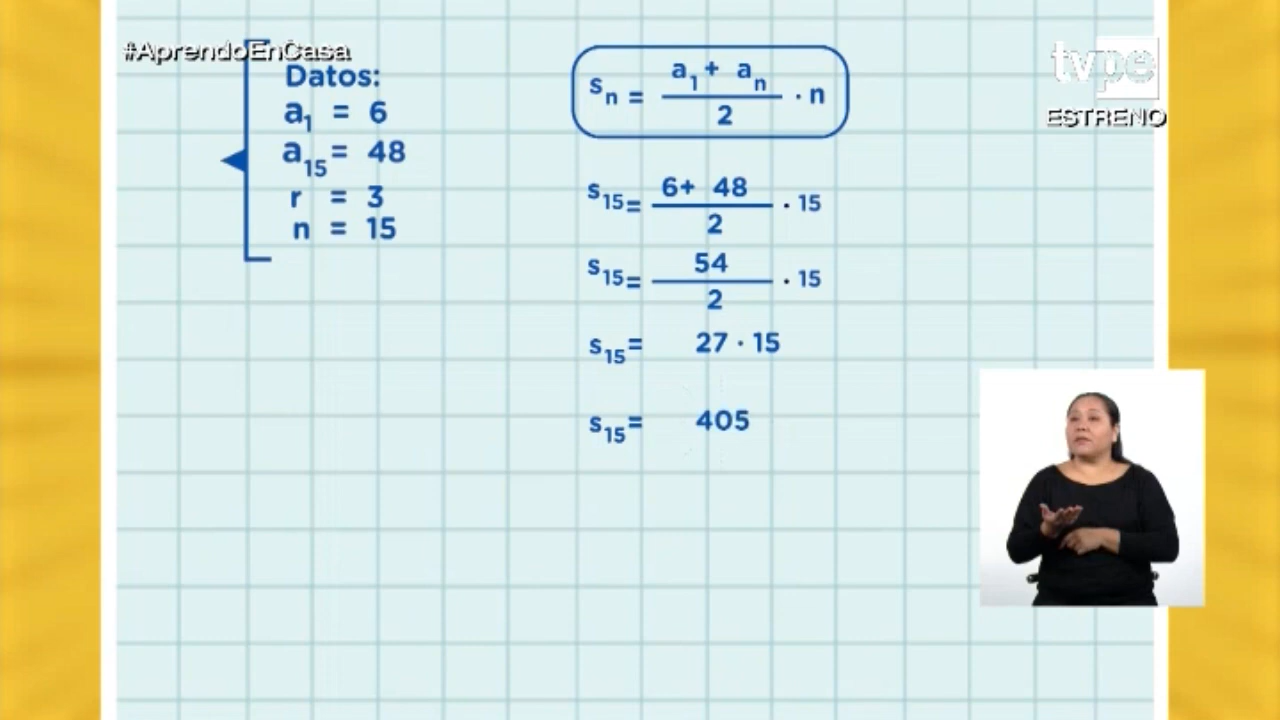 #AprendoEnCasa
Datos:
a₁ = 6
a₁₅ = 48
r = 3
n = 15
sₙ = (a₁ + aₙ)/2 · n
s₁₅ = (6 + 48)/2 · 15
s₁₅ = 54/2 · 15
s₁₅ = 27 · 15
s₁₅ = 405
tvpe
ESTRENO